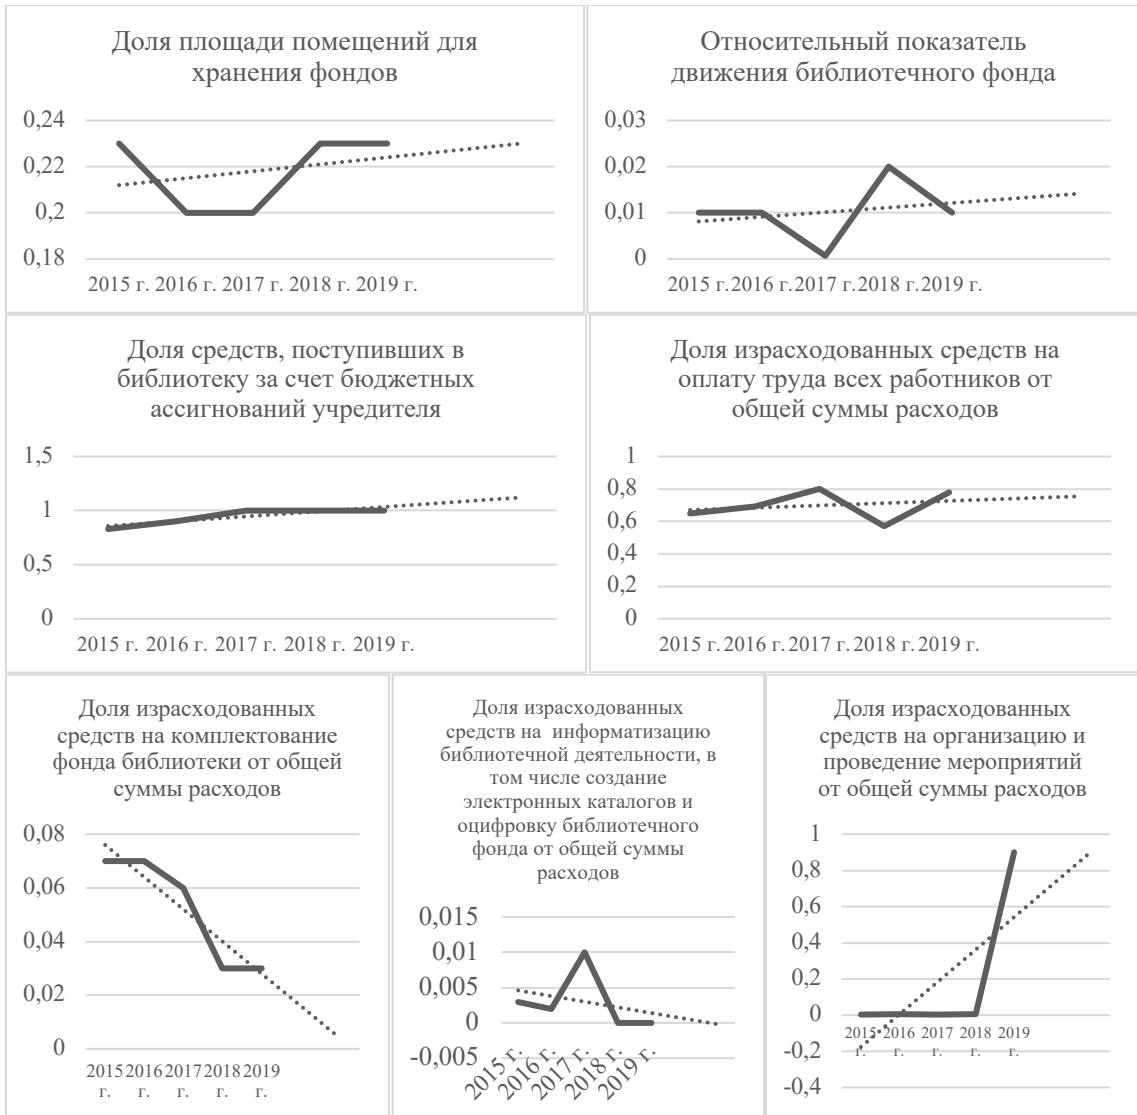 Доля площади помещений для
хранения фондов
0,24
0,22
0,2
0,18
2015 г. 2016 г. 2017 г. 2018 г. 2019 г.
Относительный показатель
движения библиотечного фонда
0,03
0,02
0,01
0
2015 г. 2016 г. 2017 г. 2018 г. 2019 г.
Доля средств, поступивших в
библиотеку за счет бюджетных
ассигнований учредителя
1,5
1
0,5
0
2015 г. 2016 г. 2017 г. 2018 г. 2019 г.
Доля израсходованных средств на
оплату труда всех работников от
общей суммы расходов
1
0,8
0,6
0,4
0,2
0
2015 г. 2016 г. 2017 г. 2018 г. 2019 г.
Доля израсходованных
средств на комплектование
фонда библиотеки от общей
суммы расходов
0,08
0,06
0,04
0,02
0
2015 2016 2017 2018 2019
г. г. г. г. г.
Доля израсходованных
средств на информатизацию
библиотечной деятельности, в
том числе создание
электронных каталогов и
оцифровку библиотечного
фонда от общей суммы
расходов
0,015
0,01
0,005
0
-0,005
2015 г. 2016 г. 2017 г. 2018 г. 2019 г.
Доля израсходованных
средств на организацию и
проведение мероприятий
от общей суммы расходов
1
0,8
0,6
0,4
0,2
0
-0,2
-0,4
2015 2016 2017 2018 2019
г. г. г. г. г.